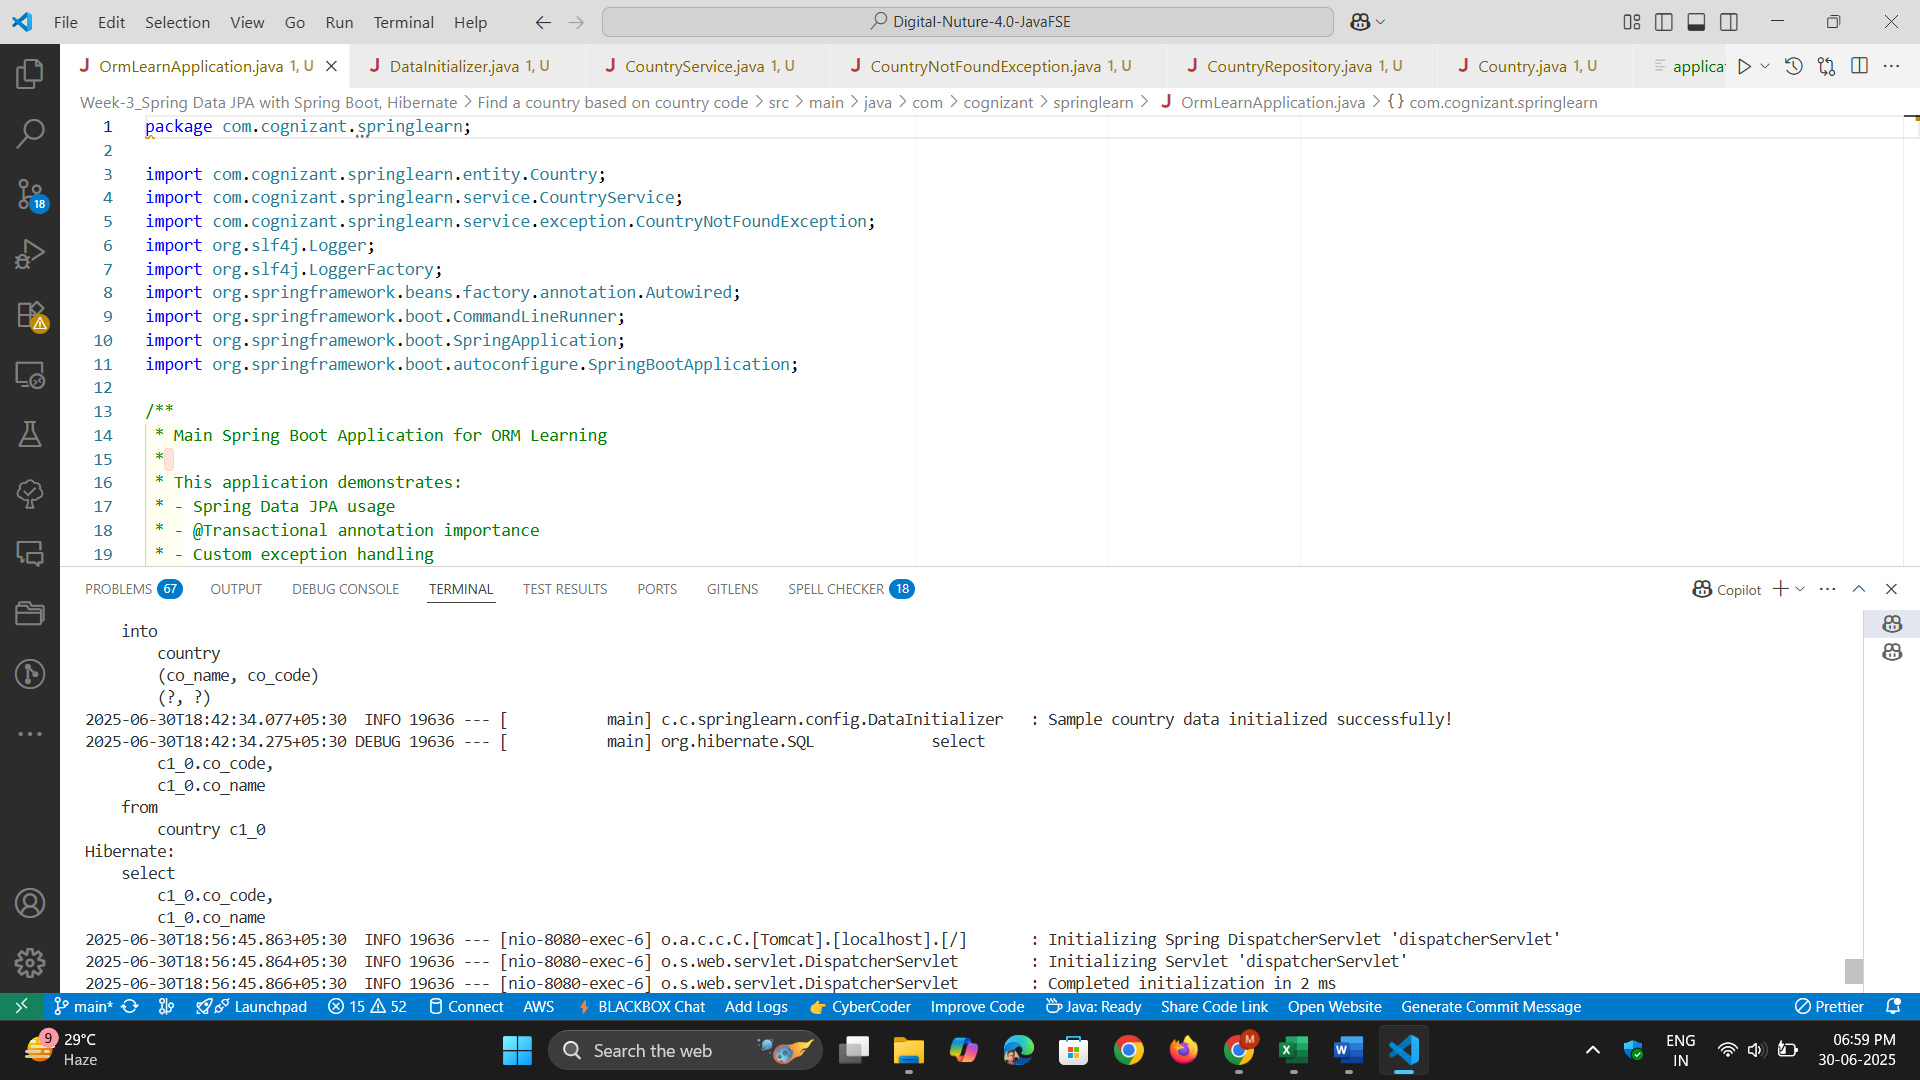 File Edit Selection View Go Run Terminal Help
Digital-Nuture-4.0-JavaFSE
OrmLearnApplication.java 1, U
DataInitializer.java 1, U
CountryService.java 1, U
CountryNotFoundException.java 1, U
CountryRepository.java 1, U
Country.java 1, U
applicat
Week-3_Spring Data JPA with Spring Boot, Hibernate > Find a country based on country code > src > main > java > com > cognizant > springlearn > OrmLearnApplication.java > {} com.cognizant.springlearn
1 package com.cognizant.springlearn;
2
3 import com.cognizant.springlearn.entity.Country;
4 import com.cognizant.springlearn.service.CountryService;
5 import com.cognizant.springlearn.service.exception.CountryNotFoundException;
6 import org.slf4j.Logger;
7 import org.slf4j.LoggerFactory;
8 import org.springframework.beans.factory.annotation.Autowired;
9 import org.springframework.boot.CommandLineRunner;
10 import org.springframework.boot.SpringApplication;
11 import org.springframework.boot.autoconfigure.SpringBootApplication;
12
13 /**
14 * Main Spring Boot Application for ORM Learning
15 *
16 * This application demonstrates:
17 * - Spring Data JPA usage
18 * - @Transactional annotation importance
19 * - Custom exception handling
PROBLEMS 67 OUTPUT DEBUG CONSOLE TERMINAL TEST RESULTS PORTS GITLENS SPELL CHECKER 18
Copilot
into
country
(co_name, co_code)
(?, ?)
2025-06-30T18:42:34.077+05:30 INFO 19636 --- [ main] c.c.springlearn.config.DataInitializer : Sample country data initialized successfully!
2025-06-30T18:42:34.275+05:30 DEBUG 19636 --- [ main] org.hibernate.SQL select
c1_0.co_code,
c1_0.co_name
from
country c1_0
Hibernate:
select
c1_0.co_code,
c1_0.co_name
2025-06-30T18:56:45.863+05:30 INFO 19636 --- [nio-8080-exec-6] o.a.c.c.C.[Tomcat].[localhost].[/] : Initializing Spring DispatcherServlet 'dispatcherServlet'
2025-06-30T18:56:45.864+05:30 INFO 19636 --- [nio-8080-exec-6] o.s.web.servlet.DispatcherServlet : Initializing Servlet 'dispatcherServlet'
2025-06-30T18:56:45.866+05:30 INFO 19636 --- [nio-8080-exec-6] o.s.web.servlet.DispatcherServlet : Completed initialization in 2 ms
18
main* Launchpad 15 52 Connect AWS BLACKBOX Chat Add Logs CyberCoder Improve Code Java: Ready Share Code Link Open Website Generate Commit Message Prettier
9
29°C
Haze
Search the web
M
ENG
IN
06:59 PM
30-06-2025